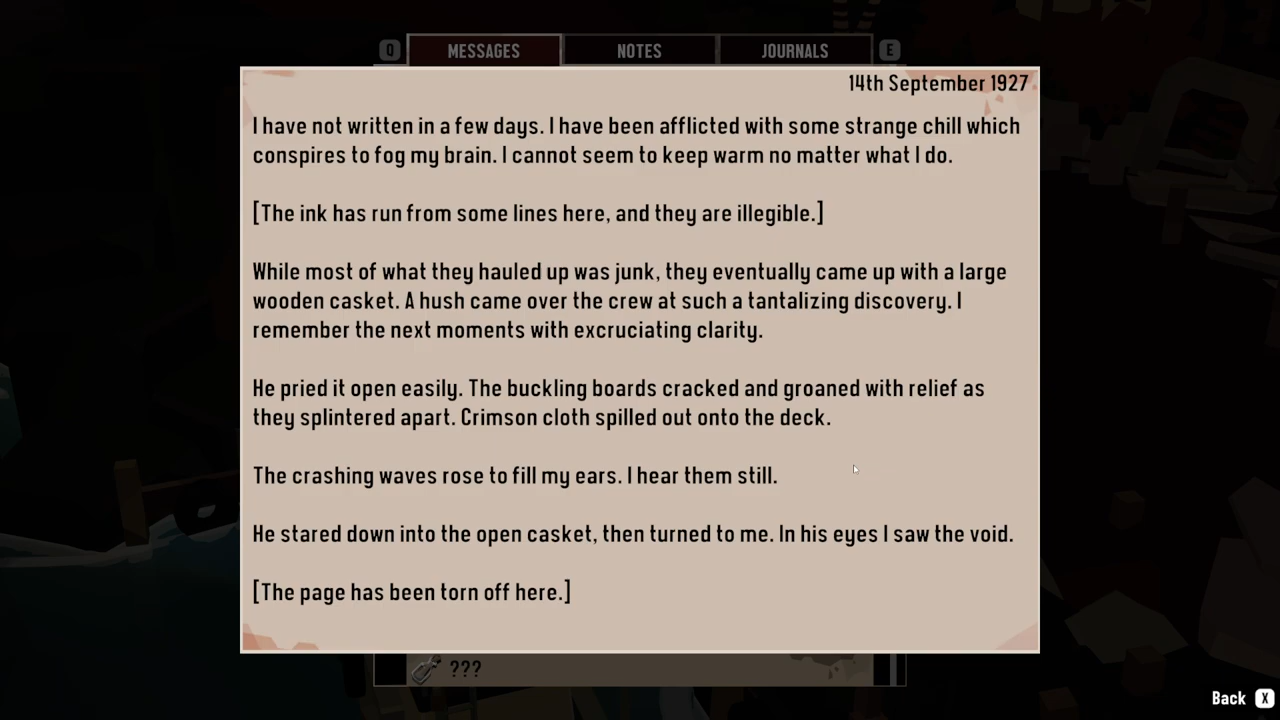 Q
MESSAGES
NOTES
JOURNALS
E
14th September 1927
I have not written in a few days. I have been afflicted with some strange chill which
conspires to fog my brain. I cannot seem to keep warm no matter what I do.
[The ink has run from some lines here, and they are illegible.]
While most of what they hauled up was junk, they eventually came up with a large
wooden casket. A hush came over the crew at such a tantalizing discovery. I
remember the next moments with excruciating clarity.
He pried it open easily. The buckling boards cracked and groaned with relief as
they splintered apart. Crimson cloth spilled out onto the deck.
The crashing waves rose to fill my ears. I hear them still.
He stared down into the open casket, then turned to me. In his eyes I saw the void.
[The page has been torn off here.]
???
Back X